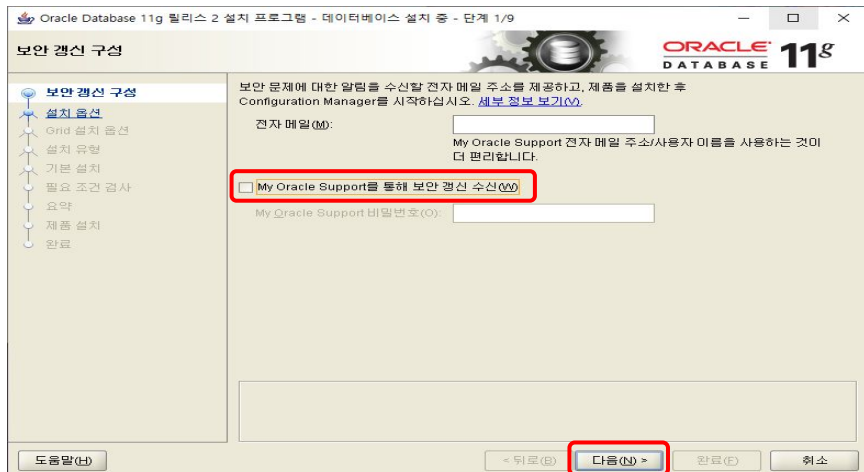 Oracle Database 11g 릴리스 2 설치 프로그램 - 데이터베이스 설치 중 - 단계 1/9
보안 갱신 구성
ORACLE
DATABASE
11g
보안 갱신 구성
설치 옵션
Grid 설치 옵션
설치 유형
기본 설치
필요 조건 검사
요약
제품 설치
완료
보안 문제에 대한 알림을 수신할 전자 메일 주소를 제공하고, 제품을 설치한 후
Configuration Manager를 시작하십시오. 세부 정보 보기(V).
전자 메일(M):
My Oracle Support 전자 메일 주소/사용자 이름을 사용하는 것이
더 편리합니다.
My Oracle Support를 통해 보안 갱신 수신(W)
My Oracle Support 비밀번호(O):
도움말(H)
< 뒤로(B)
다음(N) >
완료(F)
취소